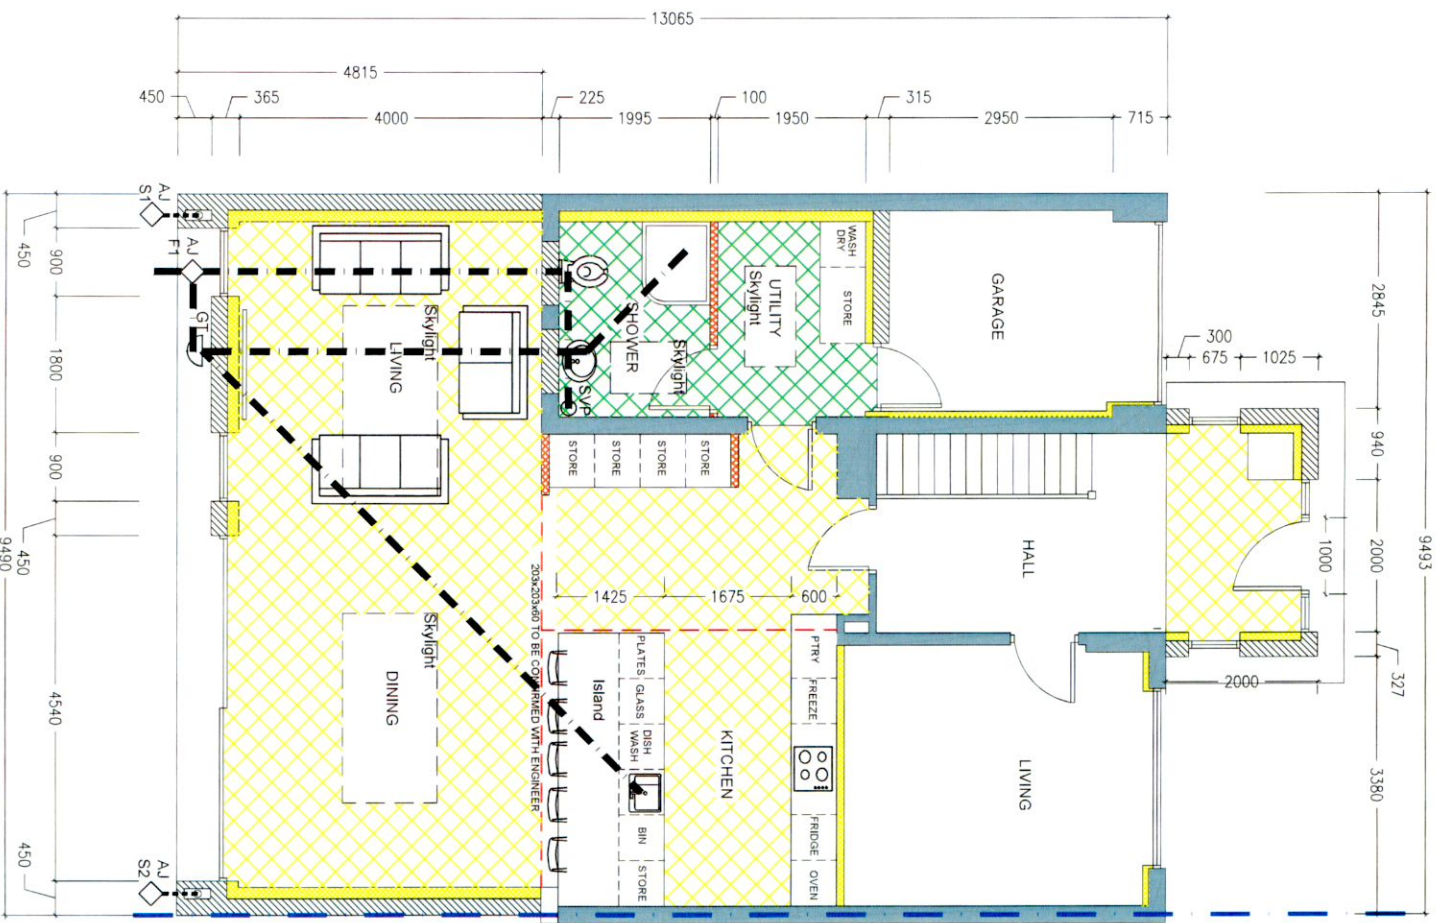 13065
4815
450
365
225
100
315
4000
1995
1950
2950
715
AJ
S1
AJ
F1
GT
450
900
1800
900
450
4540
450
9490
AJ
S2
Skylight
LIVING
Skylight
DINING
SHOWER
Skylight
SVP
UTILITY
Skylight
WASH
DRY
STORE
GARAGE
STORE
STORE
STORE
STORE
HALL
1425
1675
600
203x203x60 TO BE CONFIRMED WITH ENGINEER
Island
PLATES
GLASS
DISH
WASH
BIN
STORE
KITCHEN
PTRY
FREEZE
FRIDGE
OVEN
LIVING
2845
300
675
1025
940
2000
1000
327
2000
3380
9493